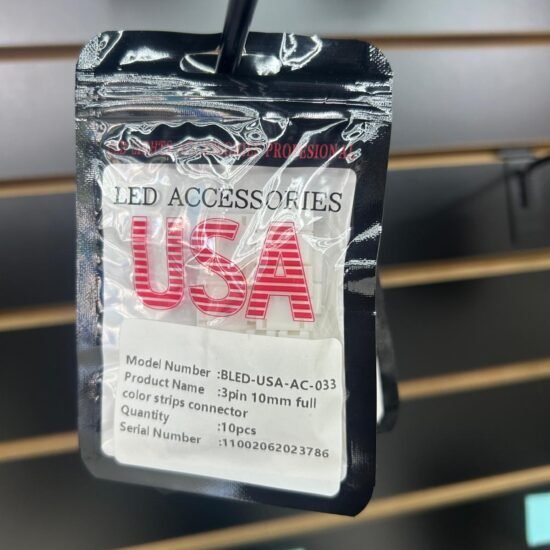 PROFESIONAL
LED ACCESSORIES
USA
Model Number :BLED-USA-AC-033
Product Name :3pin 10mm full
color strips connector
Quantity :10pcs
Serial Number :11002062023786